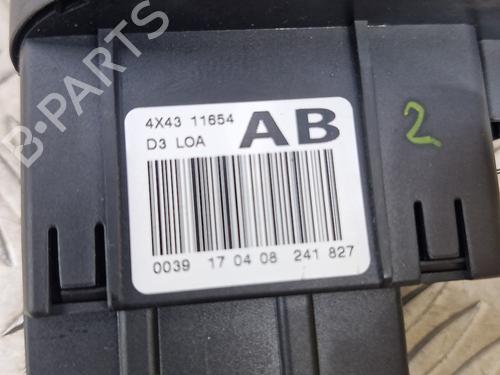 B-PARTS
4X43 11654 AB
D3 LOA
0039 17 04 08 241 827
2